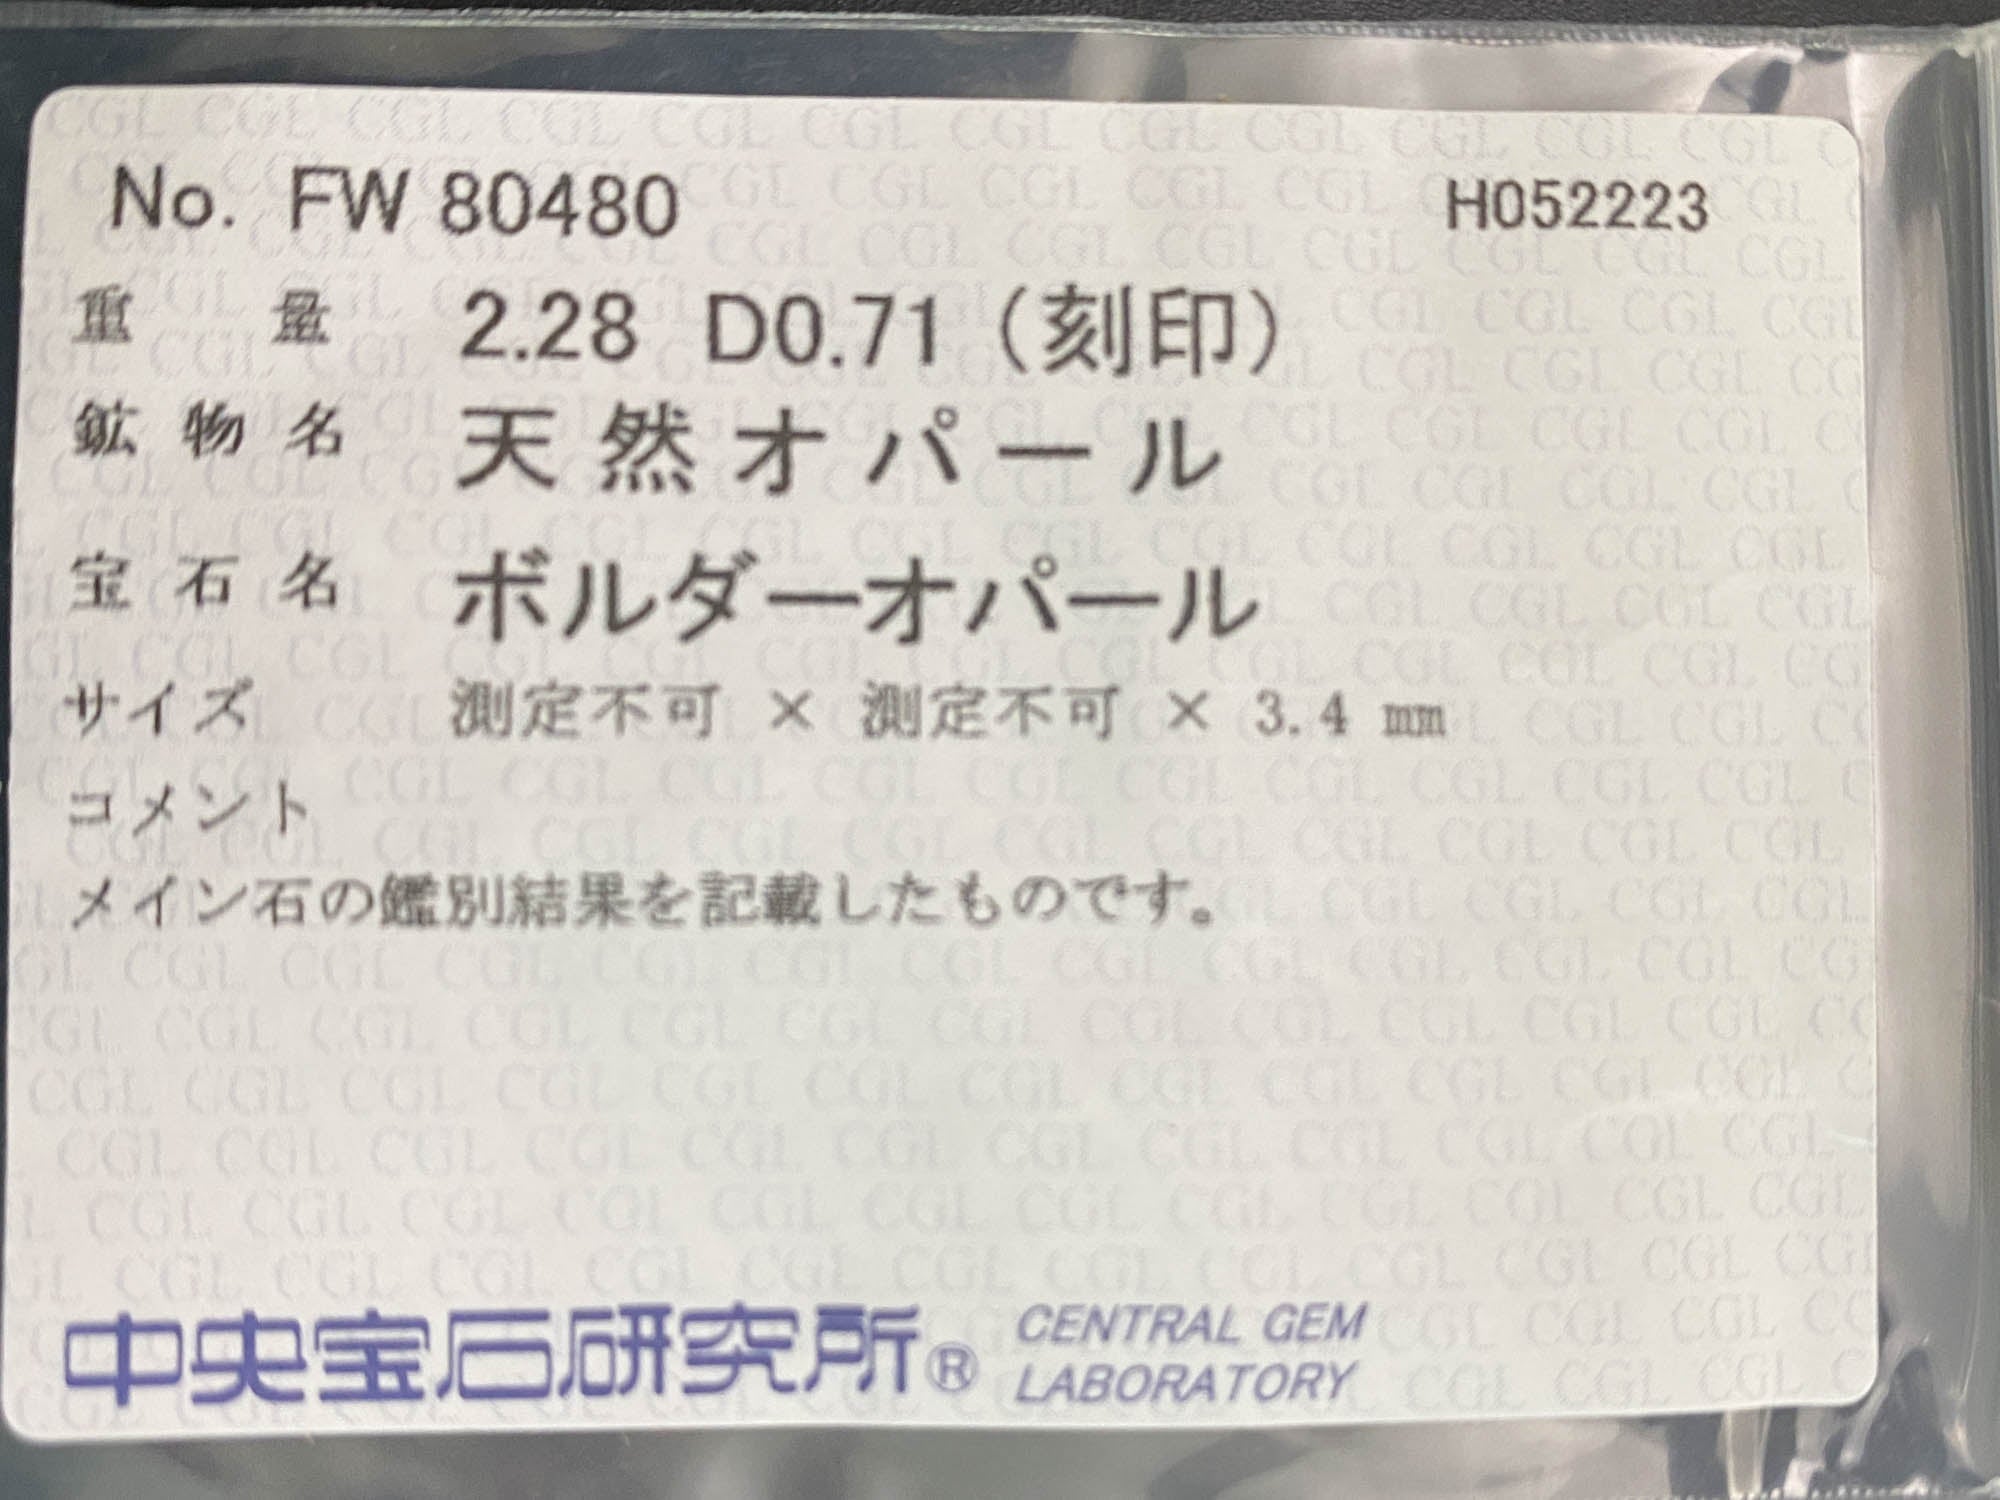 No. FW 80480 H052223
重量 2.28 D0.71 (刻印)
鉱物名 天然オパール
宝石名 ボルダーオパール
サイズ 測定不可 × 測定不可 × 3.4 mm
コメント
メイン石の鑑別結果を記載したものです。
中央宝石研究所® CENTRAL GEM
LABORATORY